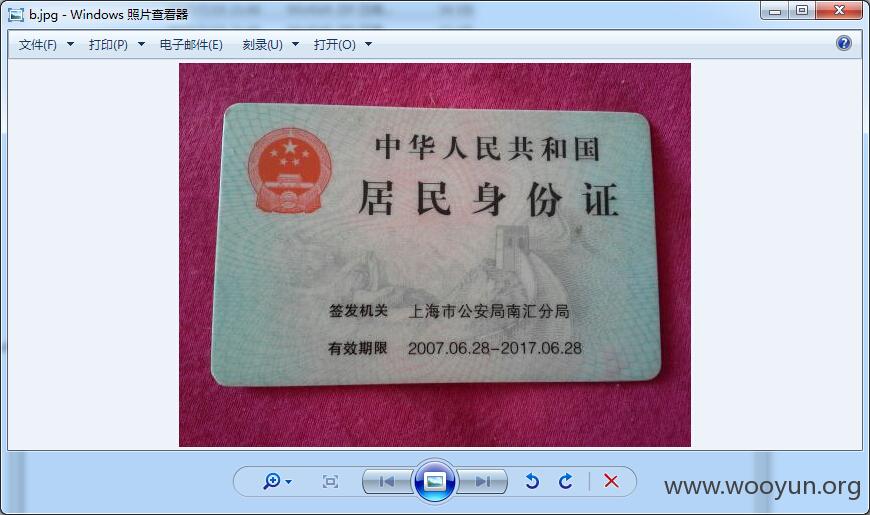 b.jpg - Windows 照片查看器
文件(F) 打印(P) 电子邮件(E) 刻录(U) 打开(O)
中华人民共和国
居民身份证
签发机关 上海市公安局南汇分局
有效期限 2007.06.28-2017.06.28
www.wooyun.org